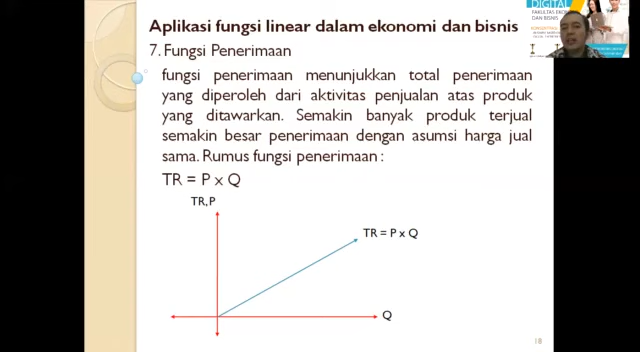 DIGITAL
FAKULTAS EKO
DAN BISNIS
Aplikasi fungsi linear dalam ekonomi dan bisnis
7. Fungsi Penerimaan
fungsi penerimaan menunjukkan total penerimaan
yang diperoleh dari aktivitas penjualan atas produk
yang ditawarkan. Semakin banyak produk terjual
semakin besar penerimaan dengan asumsi harga jual
sama. Rumus fungsi penerimaan :
TR = P x Q
TR, P
TR = P x Q
Q
18